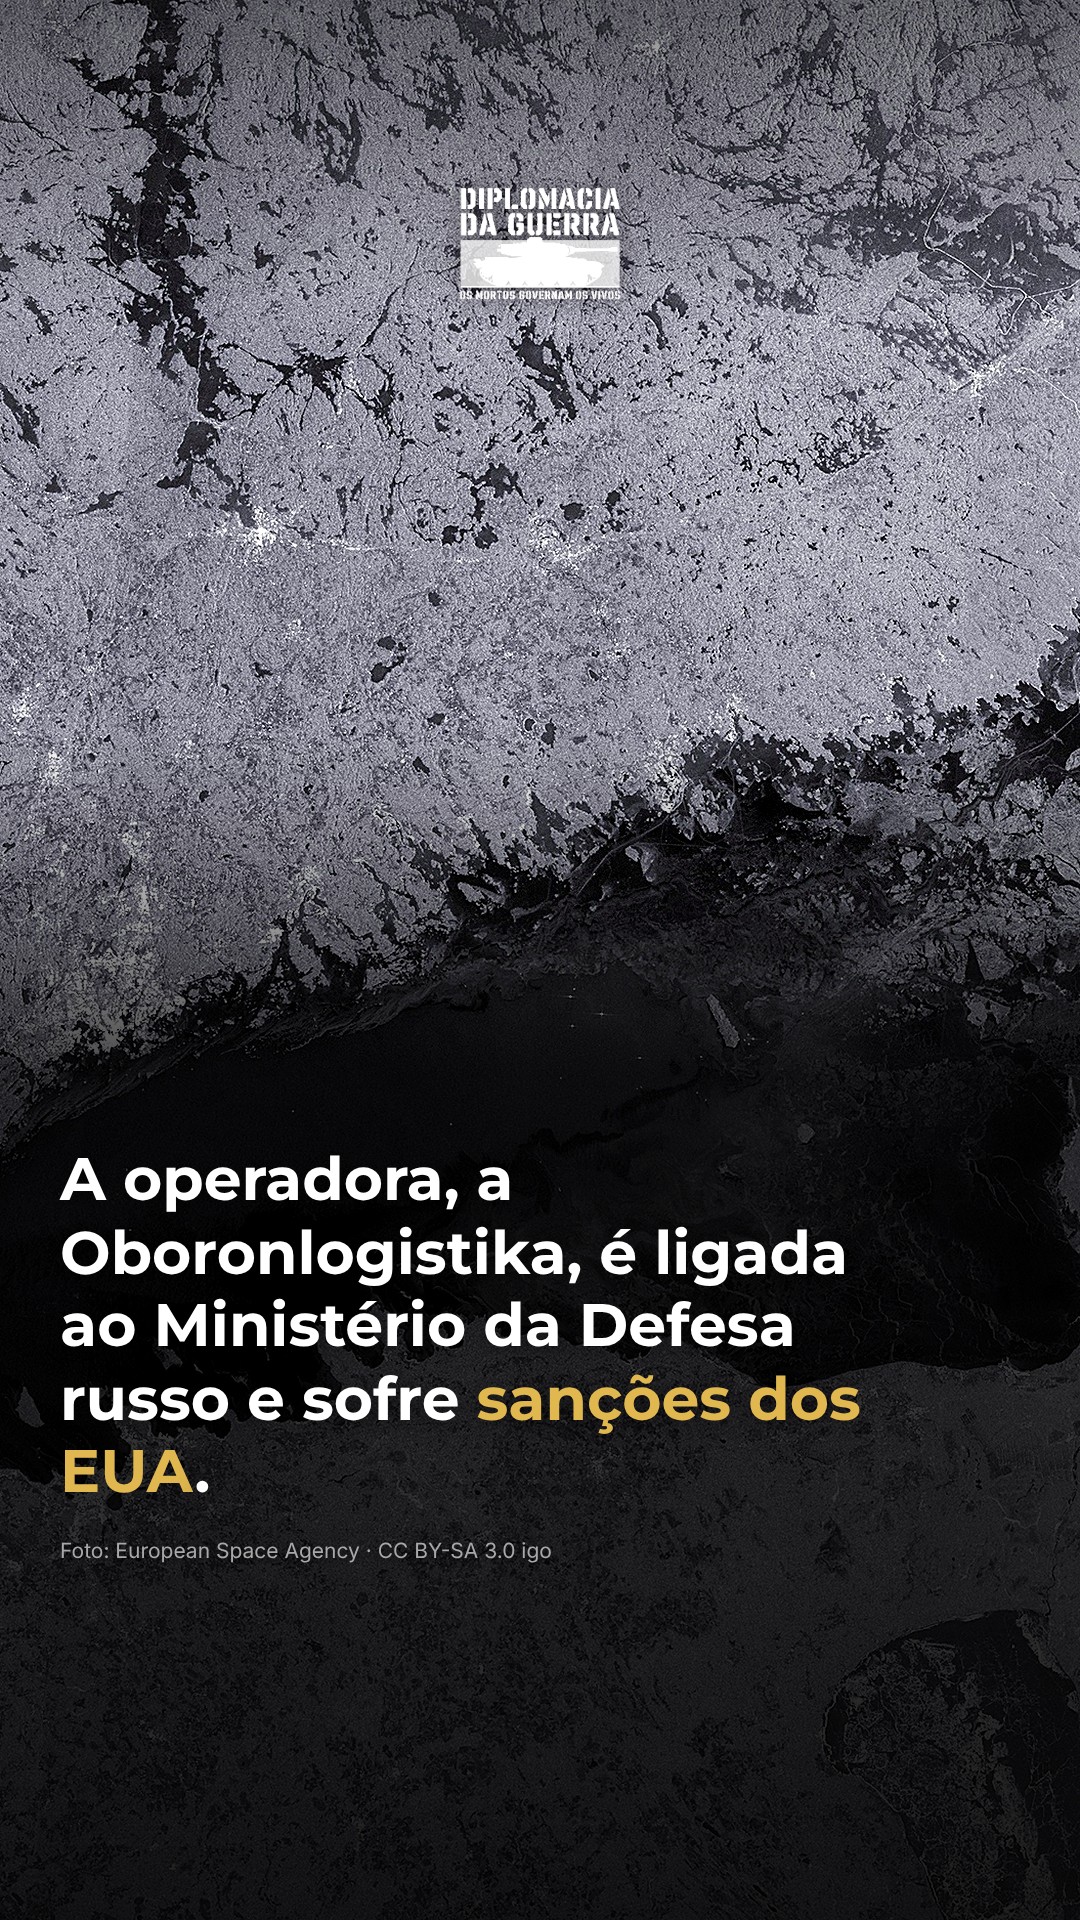 DIPLOMACIA
DA GUERRA
OS MORTOS GOVERNAM OS VIVOS
A operadora, a
Oboronlogistika, é ligada
ao Ministério da Defesa
russo e sofre sanções dos
EUA.
Foto: European Space Agency · CC BY-SA 3.0 igo